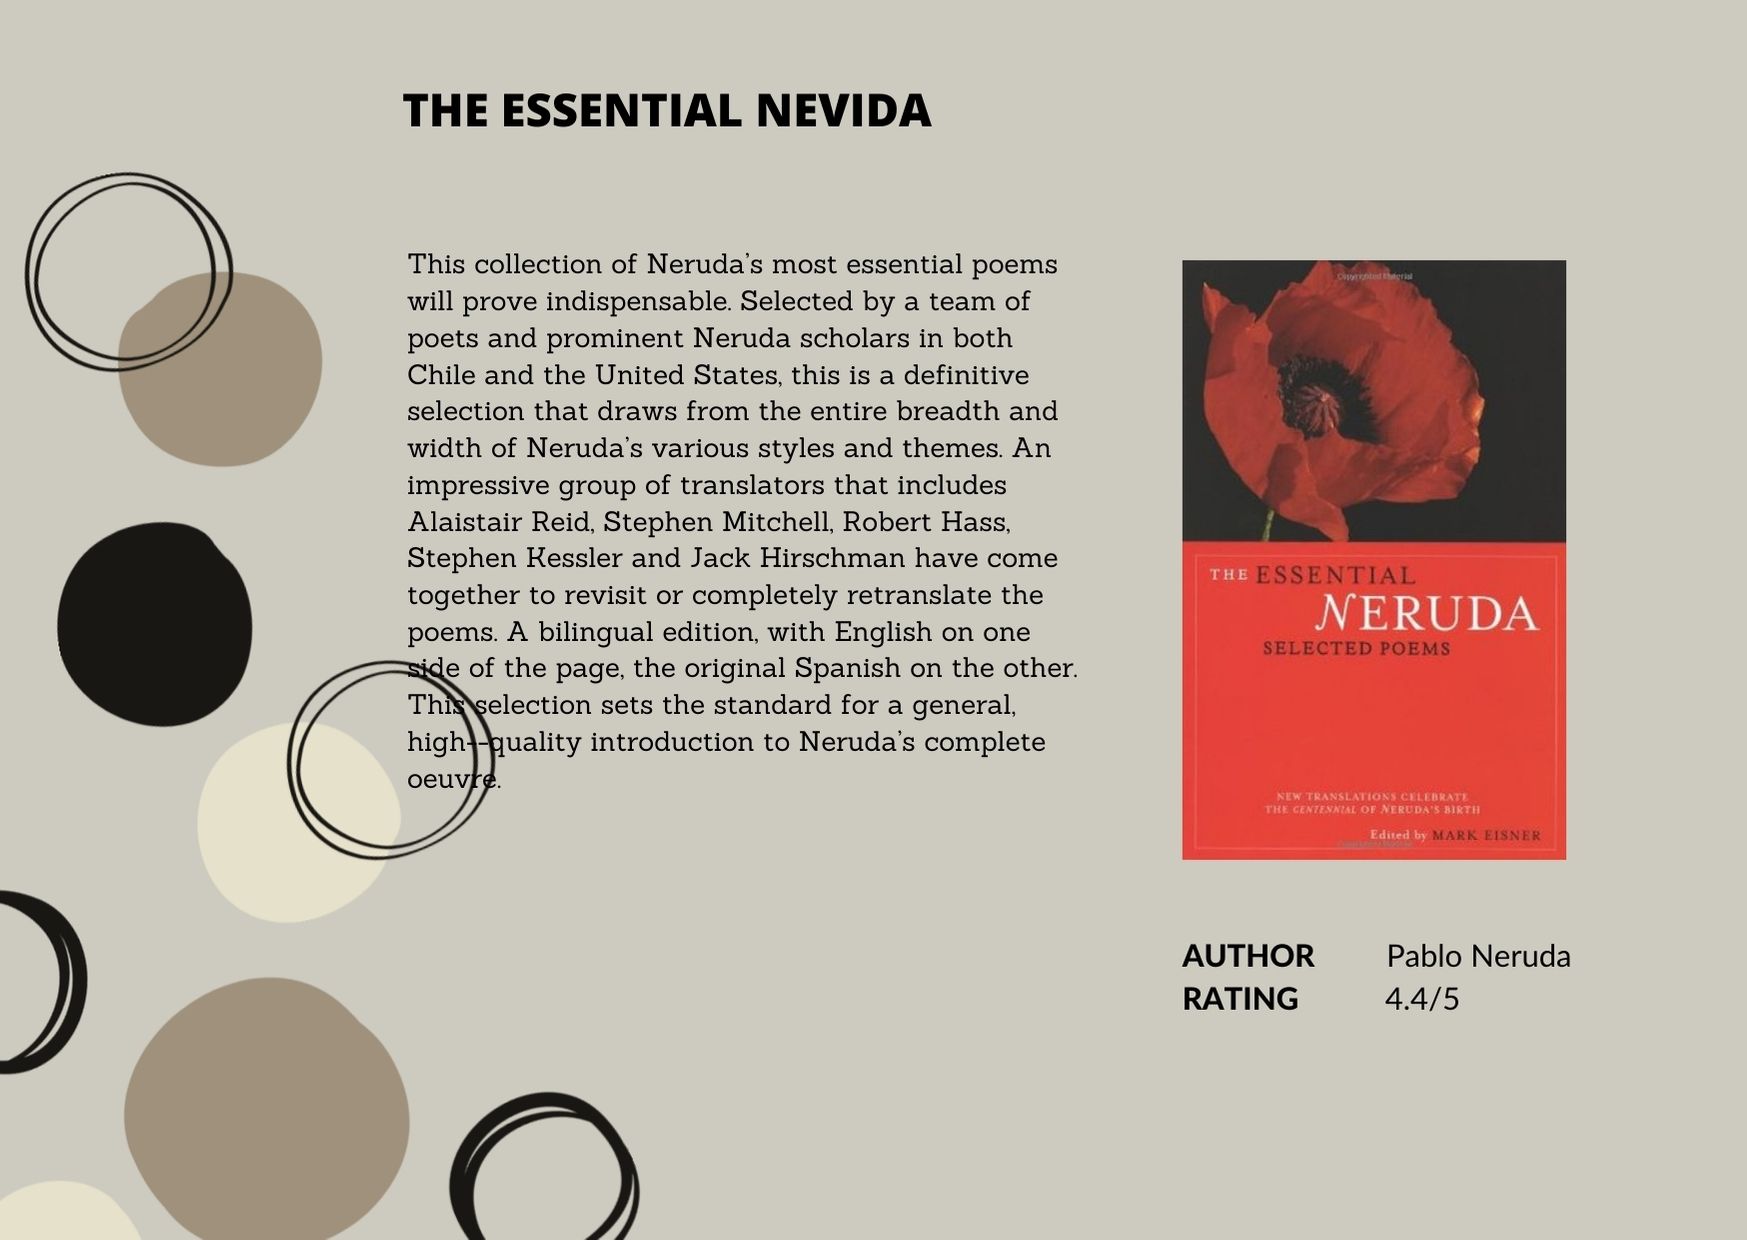 THE ESSENTIAL NEVIDA
This collection of Neruda’s most essential poems
will prove indispensable. Selected by a team of
poets and prominent Neruda scholars in both
Chile and the United States, this is a definitive
selection that draws from the entire breadth and
width of Neruda’s various styles and themes. An
impressive group of translators that includes
Alaistair Reid, Stephen Mitchell, Robert Hass,
Stephen Kessler and Jack Hirschman have come
together to revisit or completely retranslate the
poems. A bilingual edition, with English on one
side of the page, the original Spanish on the other.
This selection sets the standard for a general,
high--quality introduction to Neruda’s complete
oeuvre.
Copyrighted Material
THE ESSENTIAL
NERUDA
SELECTED POEMS
NEW TRANSLATIONS CELEBRATE
THE CENTENNIAL OF NERUDA'S BIRTH
Edited by MARK EISNER
Copyrighted Material
AUTHOR Pablo Neruda
RATING 4.4/5